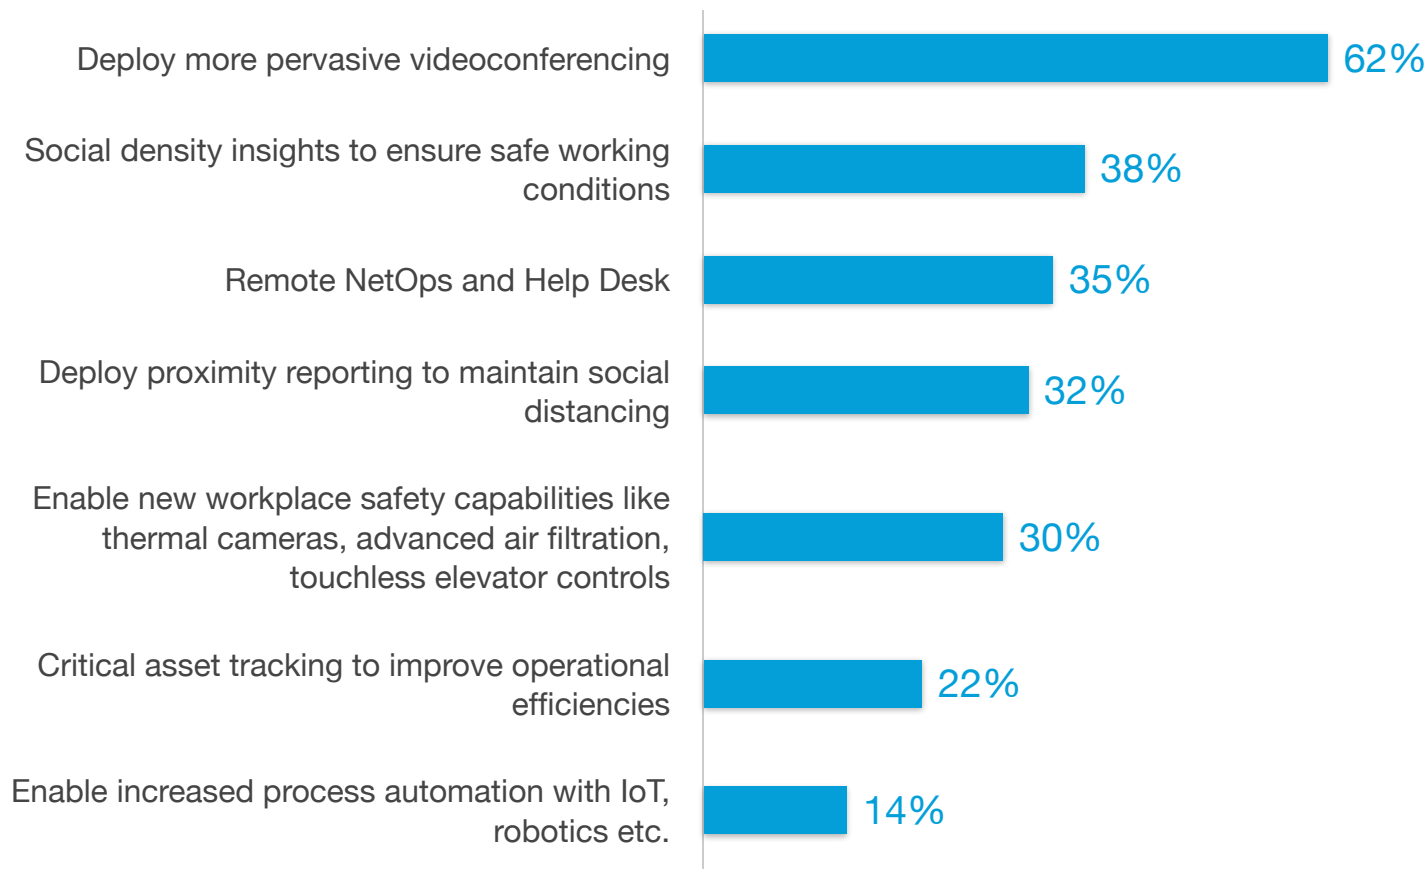 Deploy more pervasive videoconferencing
62%
Social density insights to ensure safe working
conditions
38%
Remote NetOps and Help Desk
35%
Deploy proximity reporting to maintain social
distancing
32%
Enable new workplace safety capabilities like
thermal cameras, advanced air filtration,
touchless elevator controls
30%
Critical asset tracking to improve operational
efficiencies
22%
Enable increased process automation with IoT,
robotics etc.
14%